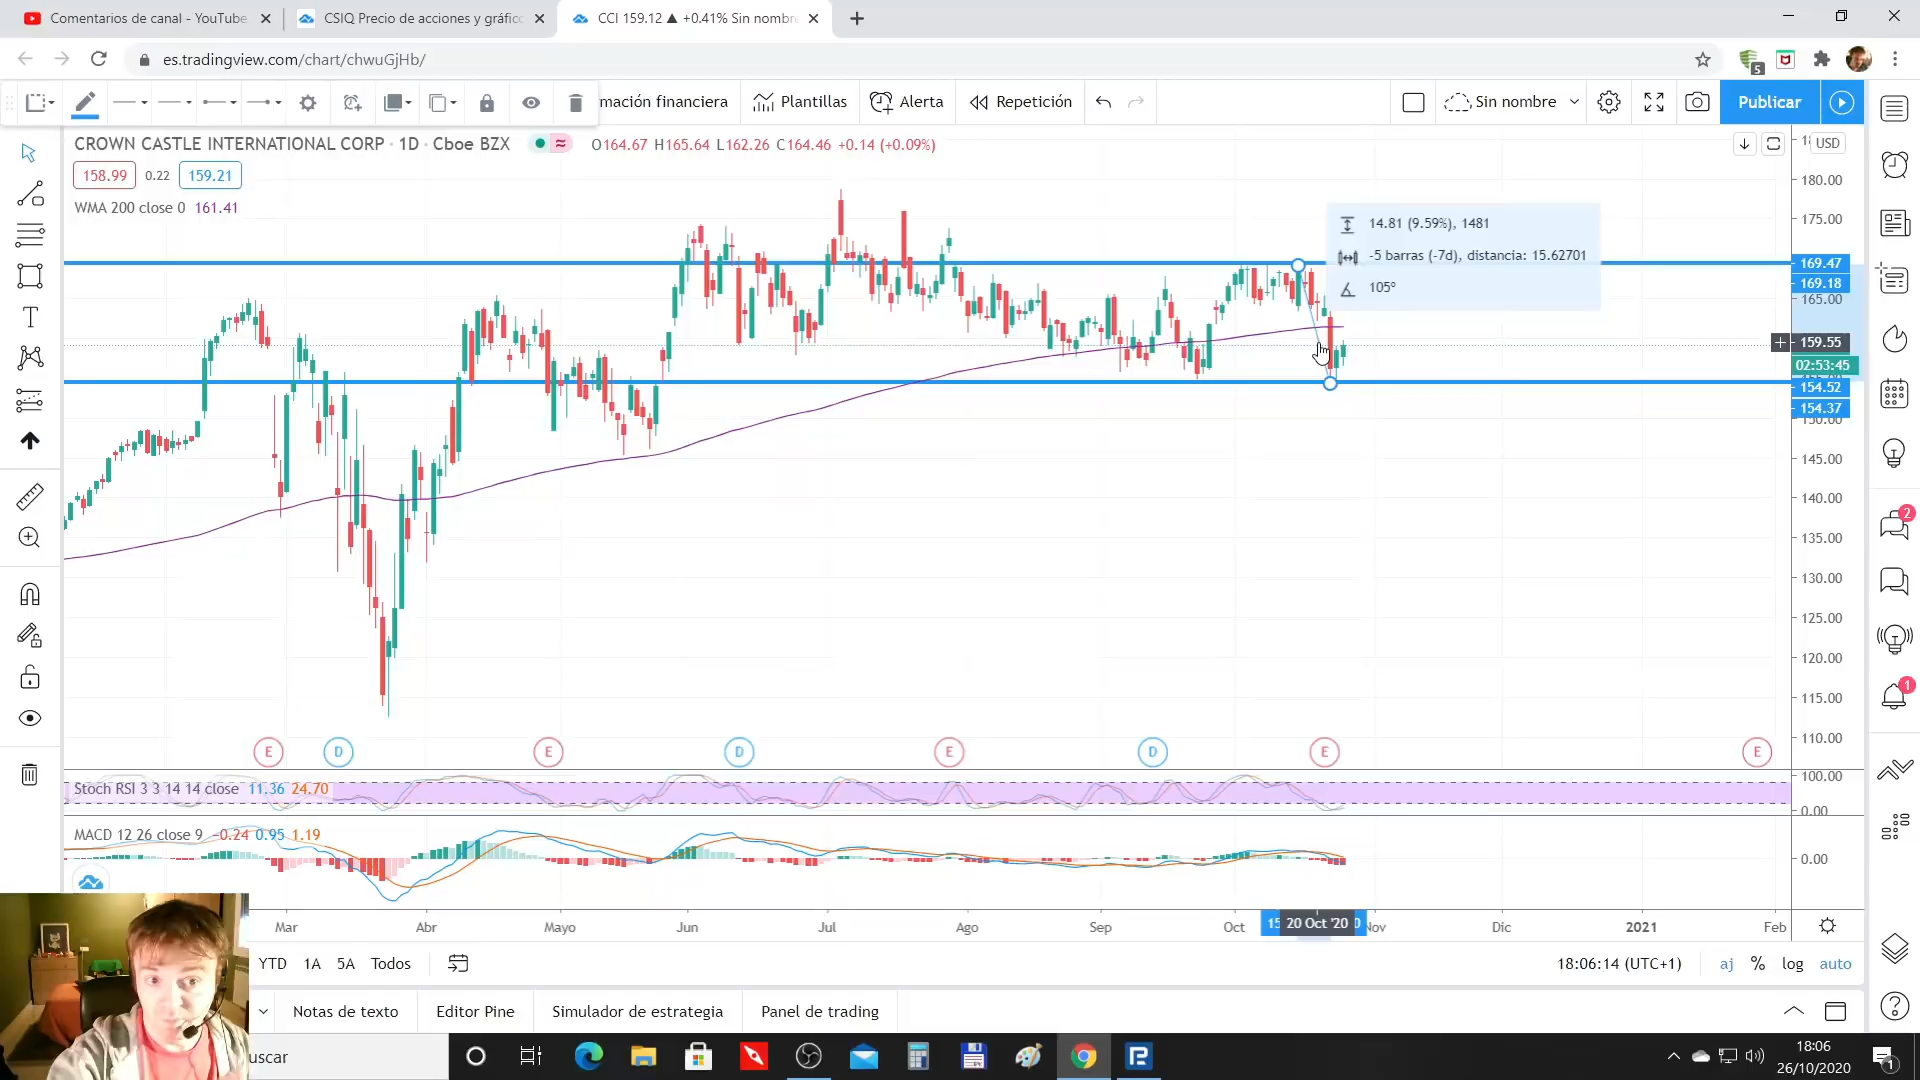 Comentarios de canal - YouTube
CSIQ Precio de acciones y gráfico
CCI 159.12 ▲ +0.41% Sin nombre
es.tradingview.com/chart/chwuGjHb/
5
mación financiera
Plantillas
Alerta
Repetición
Sin nombre
Publicar
CROWN CASTLE INTERNATIONAL CORP · 1D · Cboe BZX
O164.67 H165.64 L162.26 C164.46 +0.14 (+0.09%)
158.99
0.22
159.21
WMA 200 close 0 161.41
USD
180.00
175.00
14.81 (9.59%), 1481
-5 barras (-7d), distancia: 15.62701
105º
169.47
169.18
165.00
159.55
02:53:45
154.52
154.37
150.00
145.00
140.00
135.00
130.00
125.00
120.00
115.00
110.00
E
D
E
D
E
D
E
E
Stoch RSI 3 3 14 14 close 11.36 24.70
100.00
0.00
MACD 12 26 close 9 −0.24 0.95 1.19
0.00
2
1
Mar
Abr
Mayo
Jun
Jul
Ago
Sep
Oct
20 Oct '20
Nov
Dic
2021
Feb
YTD
1A
5A
Todos
18:06:14 (UTC+1)
aj
%
log
auto
Notas de texto
Editor Pine
Simulador de estrategia
Panel de trading
uscar
18:06
26/10/2020
1